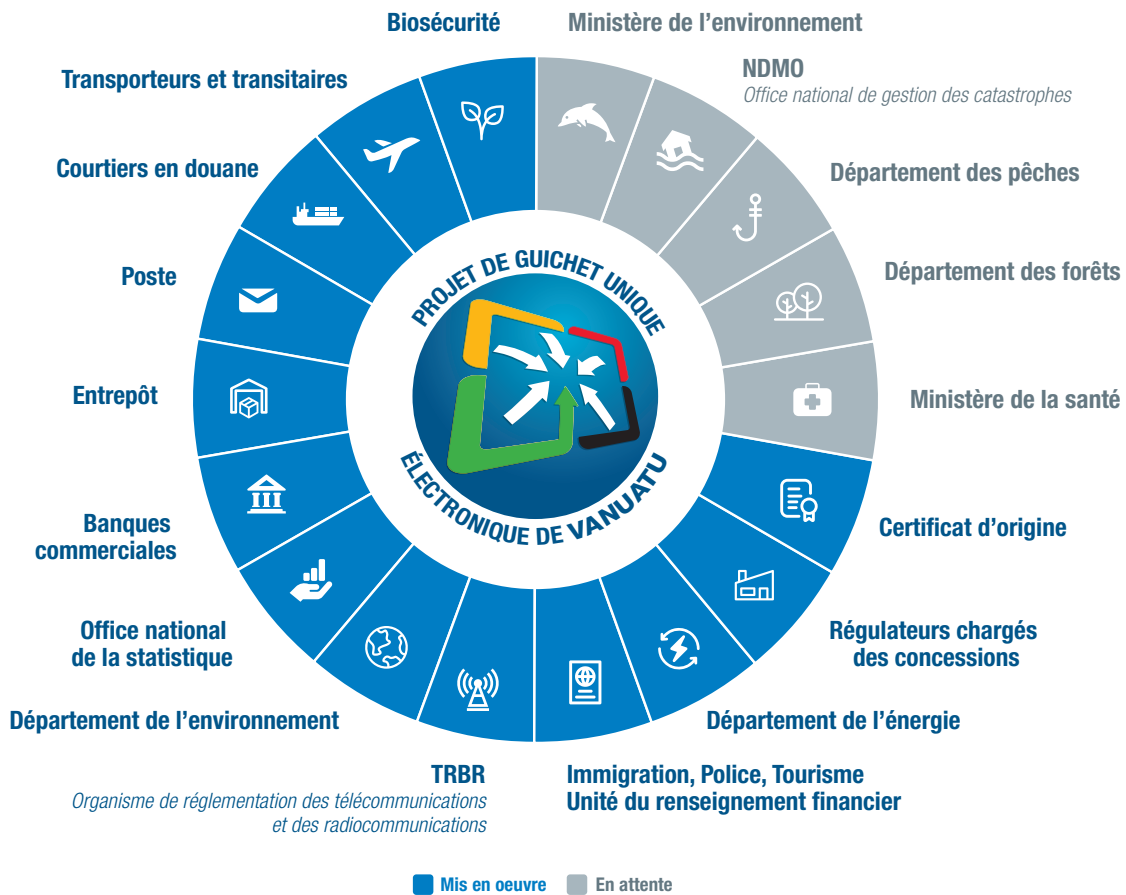 Biosécurité
Ministère de l'environnement
NDMO
Office national de gestion des catastrophes
Transporteurs et transitaires
Courtiers en douane
Département des pêches
Poste
Département des forêts
PROJET DE GUICHET UNIQUE
ÉLECTRONIQUE DE VANUATU
Entrepôt
Ministère de la santé
Banques
commerciales
Certificat d'origine
Office national
de la statistique
Régulateurs chargés
des concessions
Département de l'environnement
Département de l'énergie
TRBR
Organisme de réglementation des télécommunications
et des radiocommunications
Immigration, Police, Tourisme
Unité du renseignement financier
Mis en oeuvre
En attente